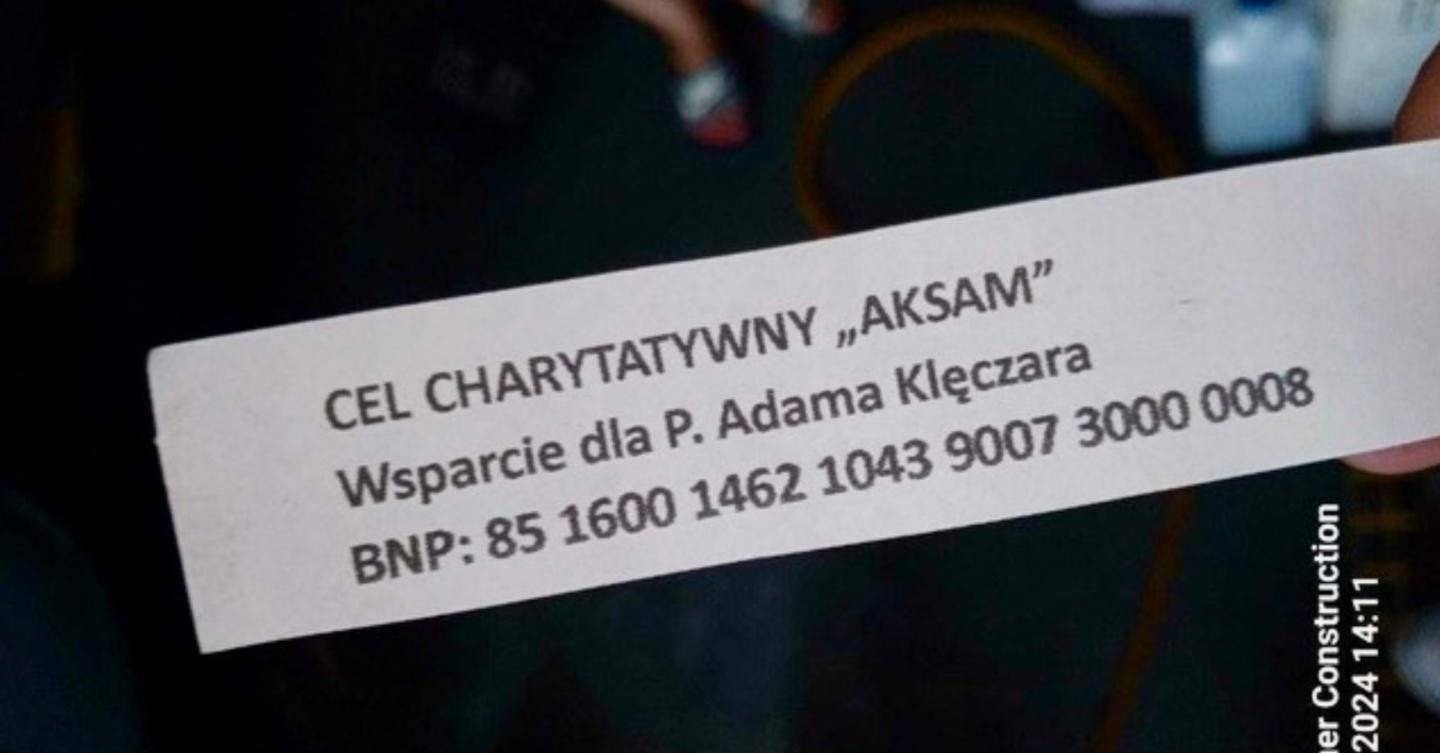 CEL CHARYTATYWNY „AKSAM”
Wsparcie dla P. Adama Klęczara
BNP: 85 1600 1462 1043 9007 3000 0008
Construction
2024 14:11